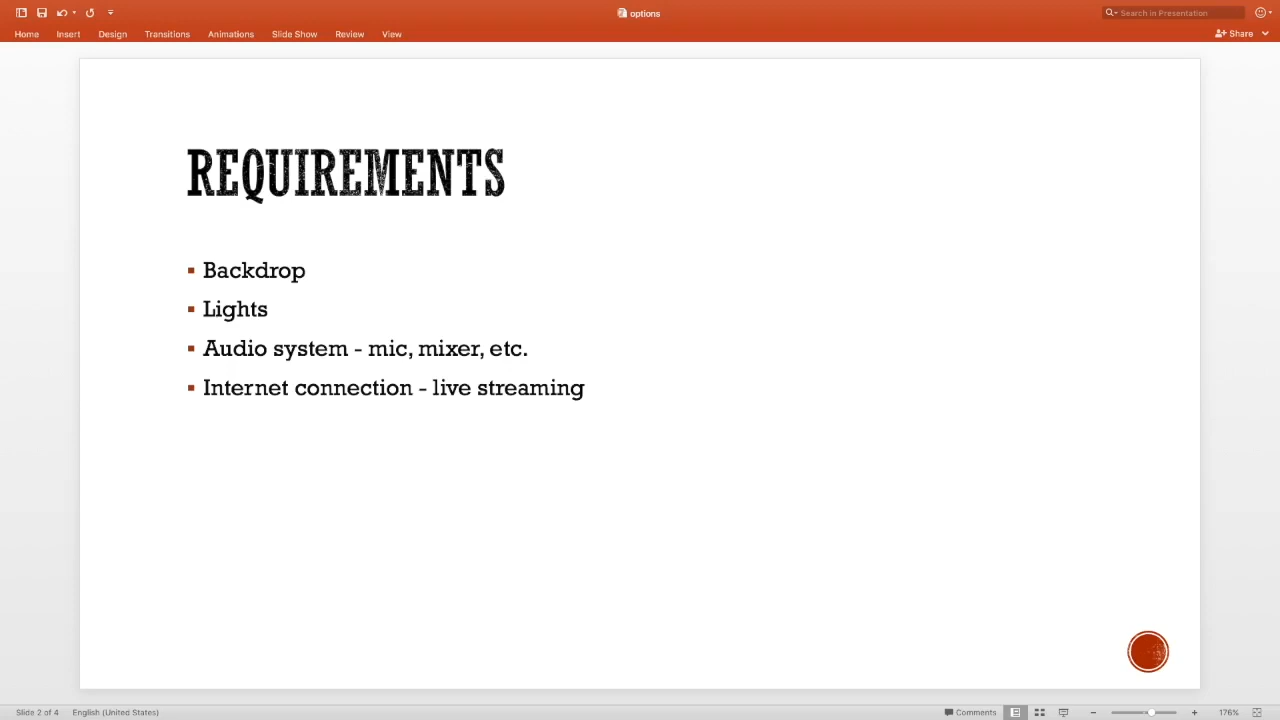 options
Search in Presentation
Home Insert Design Transitions Animations Slide Show Review View Share
REQUIREMENTS
Backdrop
Lights
Audio system - mic, mixer, etc.
Internet connection - live streaming
Slide 2 of 4 English (United States) Comments 176%